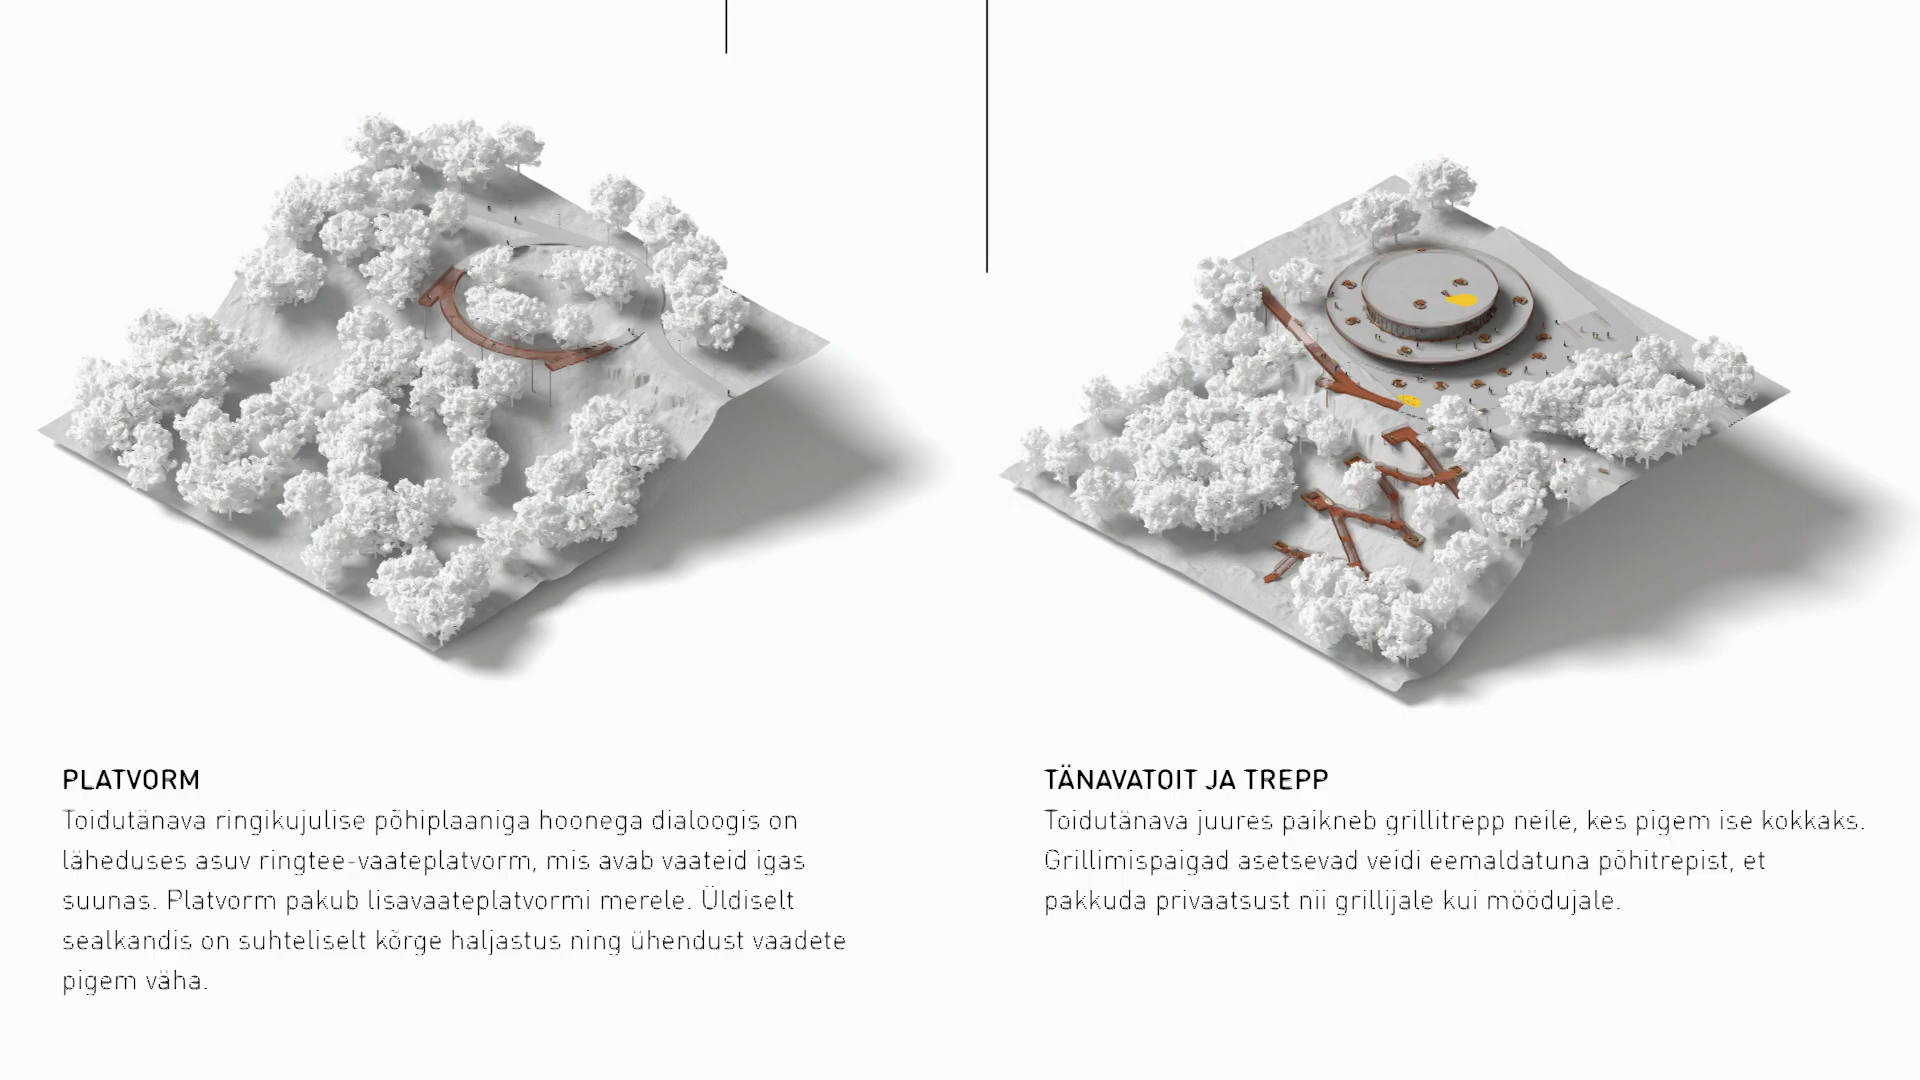 PLATVORM
Toidutänava ringikujulise põhiplaaniga hoonega dialoogis on
läheduses asuv ringtee-vaateplatvorm, mis avab vaateid igas
suunas. Platvorm pakub lisavaateplatvormi merele. Üldiselt
sealkandis on suhteliselt kõrge haljastus ning ühendust vaadete
pigem väha.
TÄNAVATOIT JA TREPP
Toidutänava juures paikneb grillitrepp neile, kes pigem ise kokkaks.
Grillimispaigad asetsevad veidi eemaldatuna põhitrepist, et
pakkuda privaatsust nii grillijale kui möödujale.